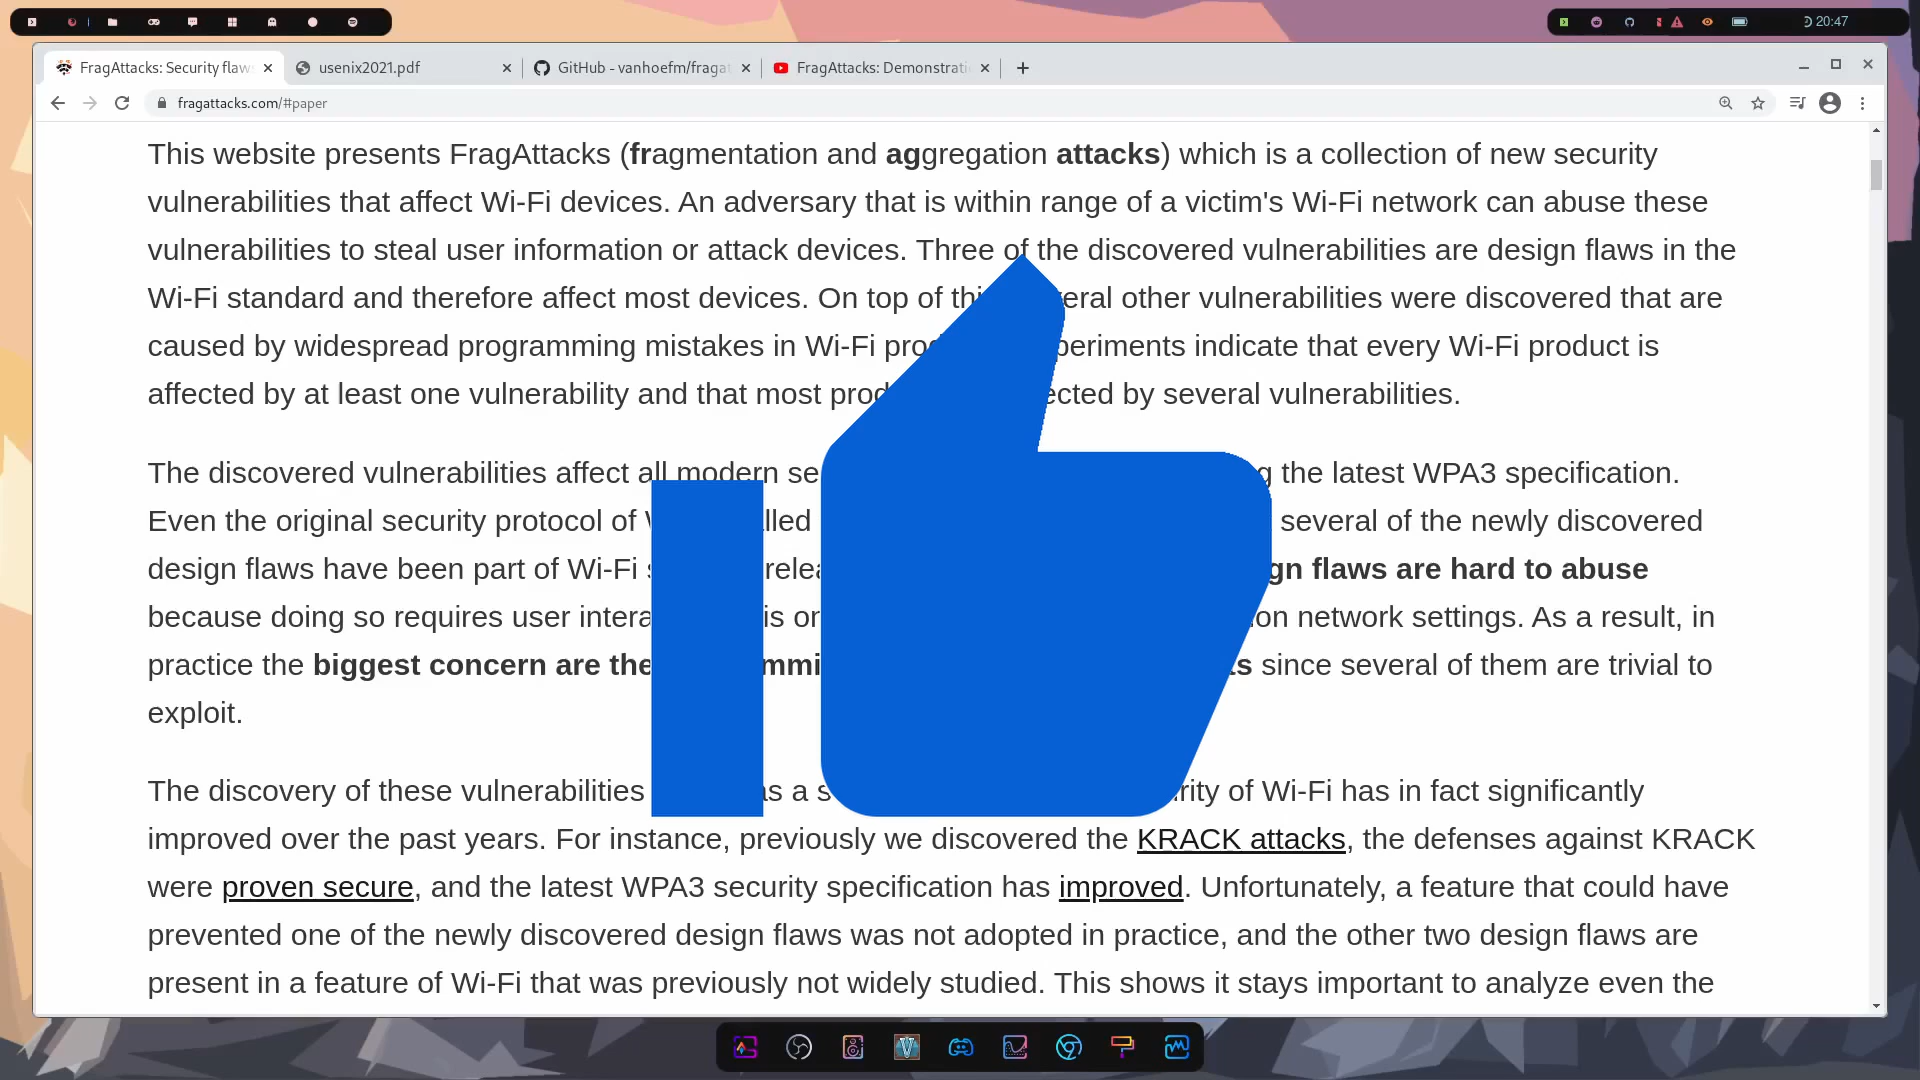 20:47
FragAttacks: Security flaw
usenix2021.pdf
GitHub - vanhoefm/fragat
FragAttacks: Demonstrati
fragattacks.com/#paper
This website presents FragAttacks (fragmentation and aggregation attacks) which is a collection of new security
vulnerabilities that affect Wi-Fi devices. An adversary that is within range of a victim's Wi-Fi network can abuse these
vulnerabilities to steal user information or attack devices. Three of the discovered vulnerabilities are design flaws in the
Wi-Fi standard and therefore affect most devices. On top of this eral other vulnerabilities were discovered that are
caused by widespread programming mistakes in Wi-Fi prod periments indicate that every Wi-Fi product is
affected by at least one vulnerability and that most prod ected by several vulnerabilities.
The discovered vulnerabilities affect all modern se g the latest WPA3 specification.
Even the original security protocol of lled several of the newly discovered
design flaws have been part of Wi-Fi relea gn flaws are hard to abuse
because doing so requires user intera is on network settings. As a result, in
practice the biggest concern are the mmi ts since several of them are trivial to
exploit.
The discovery of these vulnerabilities as a s rity of Wi-Fi has in fact significantly
improved over the past years. For instance, previously we discovered the KRACK attacks, the defenses against KRACK
were proven secure, and the latest WPA3 security specification has improved. Unfortunately, a feature that could have
prevented one of the newly discovered design flaws was not adopted in practice, and the other two design flaws are
present in a feature of Wi-Fi that was previously not widely studied. This shows it stays important to analyze even the